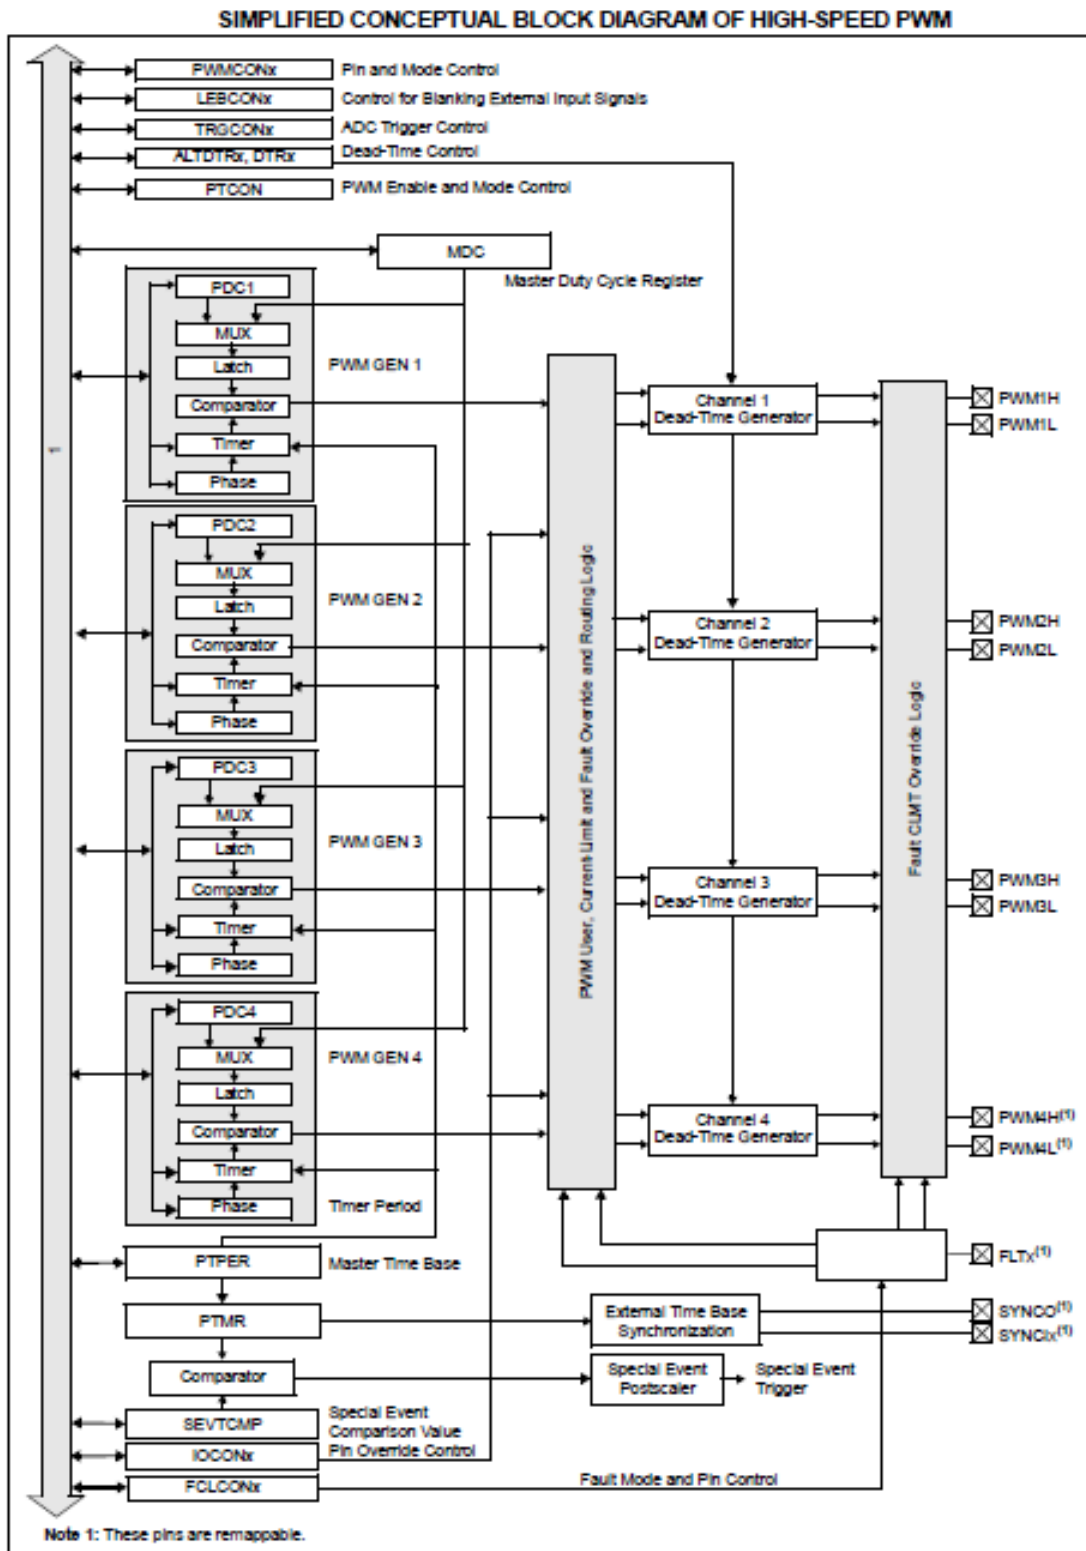 SIMPLIFIED CONCEPTUAL BLOCK DIAGRAM OF HIGH-SPEED PWM
PWMCONx Pin and Mode Control
LEBCONx Control for Blanking External Input Signals
TRGCONx ADC Trigger Control
ALTDTRx, DTRx Dead-Time Control
PTCON PWM Enable and Mode Control
MDC
Master Duty Cycle Register
PDC1
MUX
PWM GEN 1
Latch
Comparator
Timer
Phase
Channel 1
Dead-Time Generator
PWM1H
PWM1L
1
PDC2
MUX
PWM GEN 2
Latch
Comparator
Timer
Phase
Channel 2
Dead-Time Generator
PWM2H
PWM2L
PWM User, Current-Limit and Fault Override and Routing Logic
Fault CLMT Override Logic
PDC3
MUX
PWM GEN 3
Latch
Comparator
Timer
Phase
Channel 3
Dead-Time Generator
PWM3H
PWM3L
PDC4
MUX
PWM GEN 4
Latch
Comparator
Timer
Phase
Timer Period
Channel 4
Dead-Time Generator
PWM4H(1)
PWM4L(1)
PTPER Master Time Base
FLTx(1)
PTMR
External Time Base
Synchronization
SYNCO(1)
SYNCIx(1)
Comparator
Special Event
Postscaler
Special Event
Trigger
SEVTCMP
Special Event
Comparison Value
IOCONx Pin Override Control
FCLCONx Fault Mode and Pin Control
Note 1: These pins are remappable.